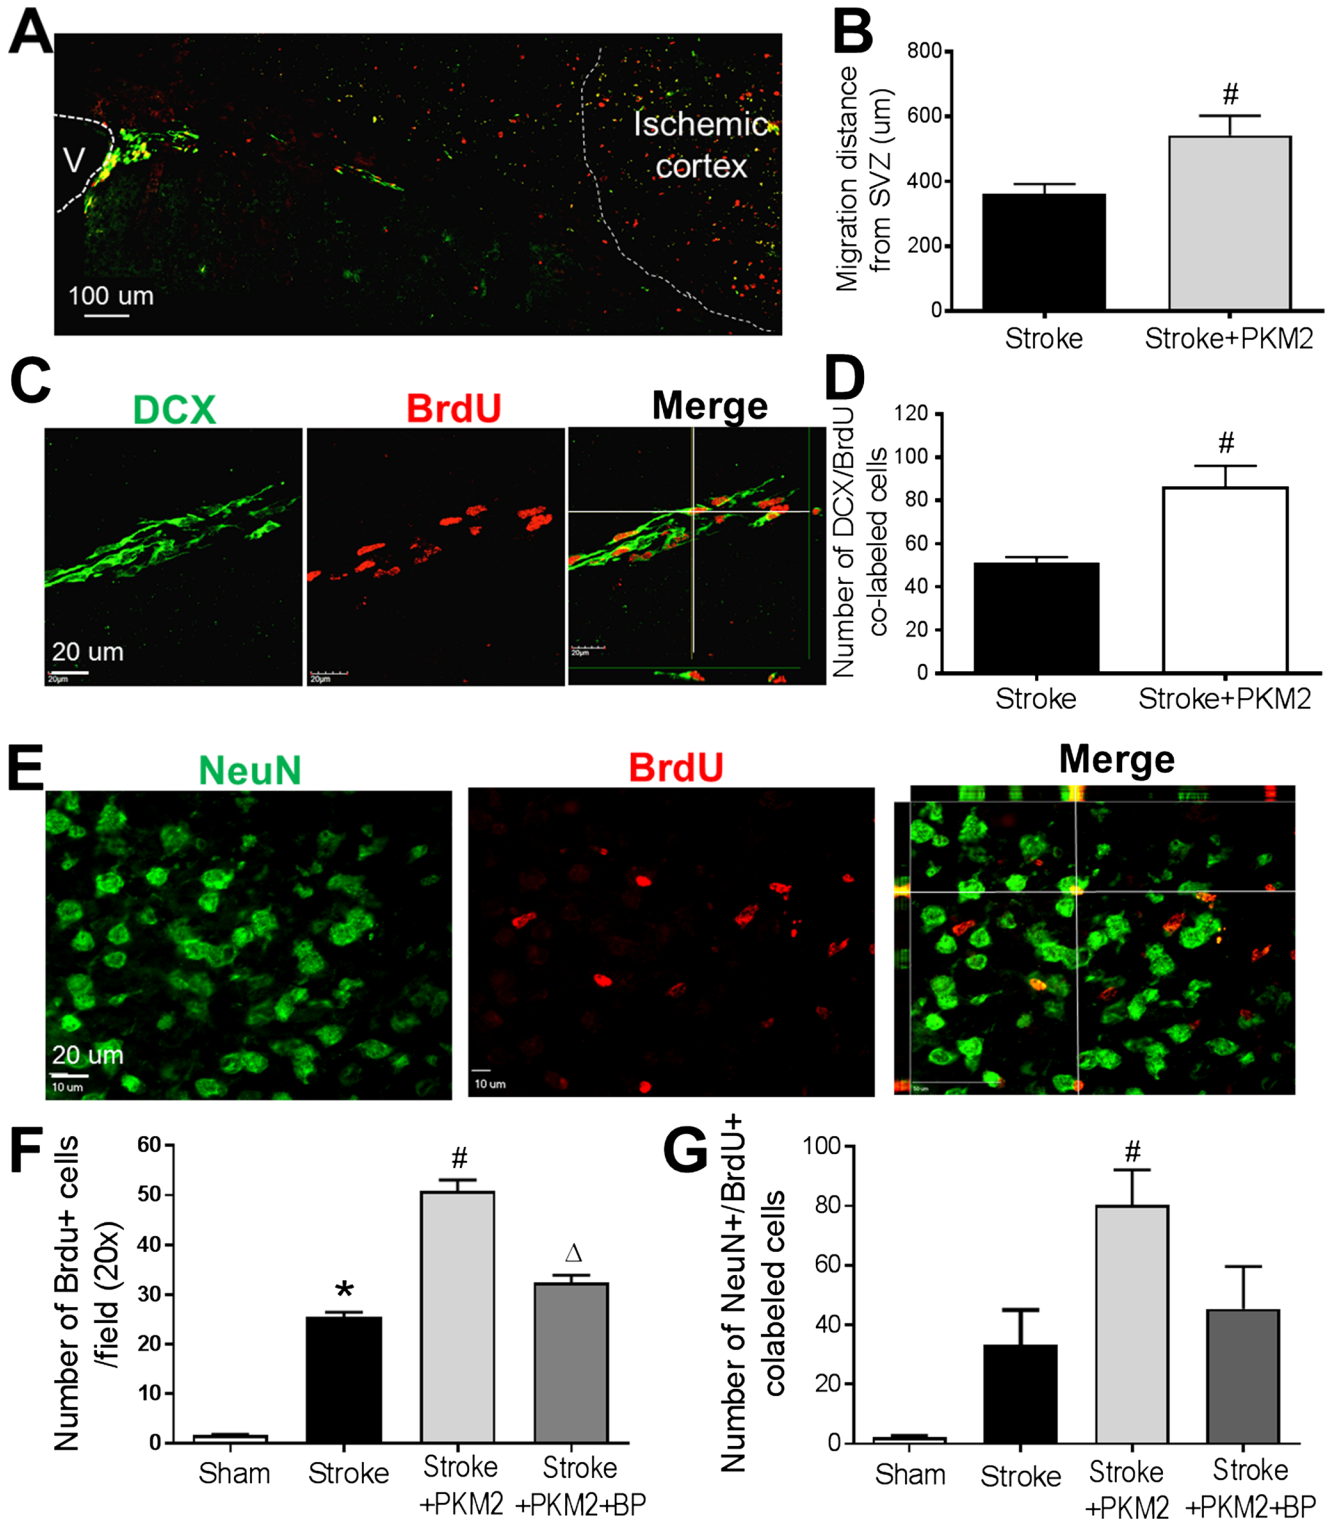 A
V
Ischemic
cortex
100 um
B
Migration distance
from SVZ (um)
800
600
400
200
0
#
Stroke
Stroke+PKM2
C
DCX
BrdU
Merge
20 um
20µm
20µm
20µm
D
Number of DCX/BrdU
co-labeled cells
120
100
80
60
40
20
0
#
Stroke
Stroke+PKM2
E
NeuN
BrdU
Merge
20 um
10 um
10 um
F
Number of Brdu+ cells
/field (20x)
60
50
40
30
20
10
0
*
#
Δ
Sham
Stroke
Stroke
+PKM2
Stroke
+PKM2+BP
G
Number of NeuN+/BrdU+
colabeled cells
100
80
60
40
20
0
#
Sham
Stroke
Stroke
+PKM2
Stroke
+PKM2+BP